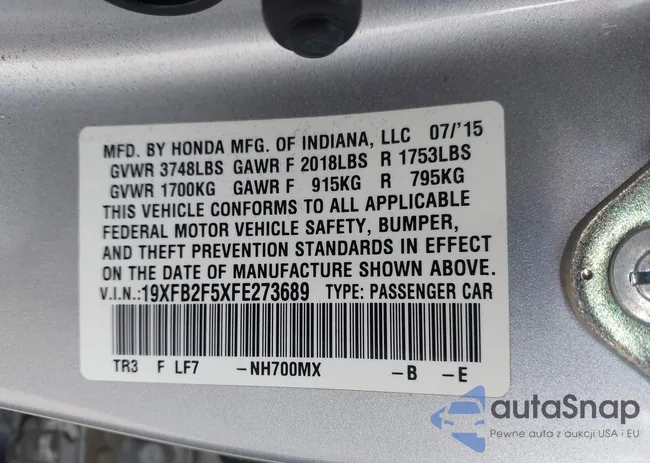 MFD. BY HONDA MFG. OF INDIANA, LLC 07/'15
GVWR 3748LBS GAWR F 2018LBS R 1753LBS
GVWR 1700KG GAWR F 915KG R 795KG
THIS VEHICLE CONFORMS TO ALL APPLICABLE
FEDERAL MOTOR VEHICLE SAFETY, BUMPER,
AND THEFT PREVENTION STANDARDS IN EFFECT
ON THE DATE OF MANUFACTURE SHOWN ABOVE.
V.I.N.:19XFB2F5XFE273689 TYPE: PASSENGER CAR
TR3 F LF7 -NH700MX -B -E
autaSnap
Pewne auta z aukcji USA i EU